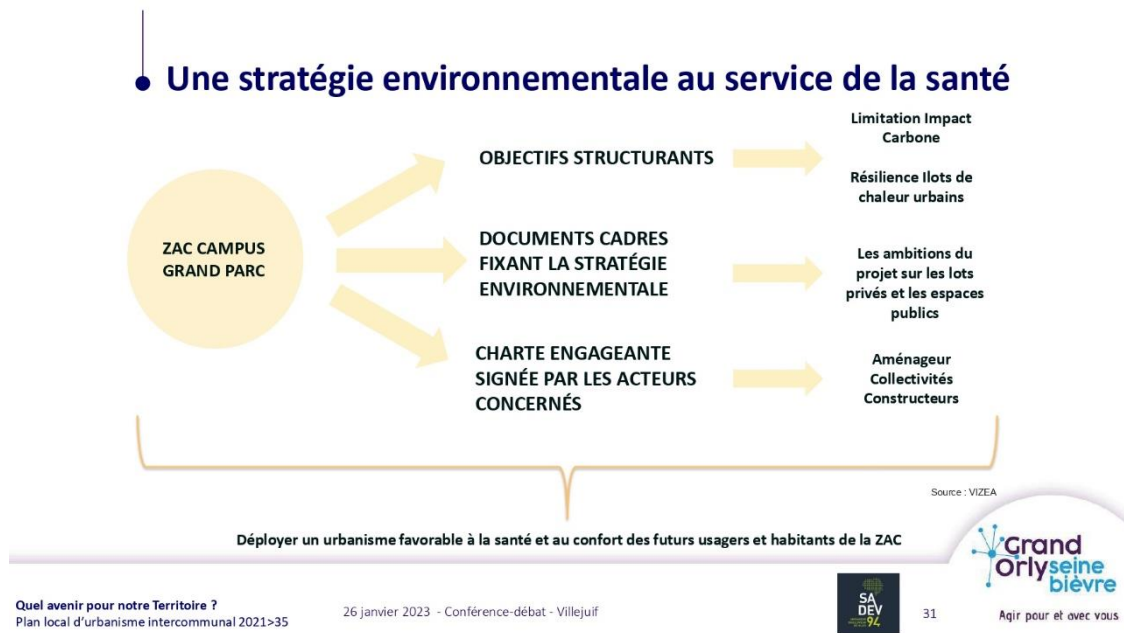 Une stratégie environnementale au service de la santé
ZAC CAMPUS
GRAND PARC
OBJECTIFS STRUCTURANTS
Limitation Impact
Carbone
Résilience Ilots de
chaleur urbains
DOCUMENTS CADRES
FIXANT LA STRATÉGIE
ENVIRONNEMENTALE
Les ambitions du
projet sur les lots
privés et les espaces
publics
CHARTE ENGAGEANTE
SIGNÉE PAR LES ACTEURS
CONCERNÉS
Aménageur
Collectivités
Constructeurs
Source : VIZEA
Déployer un urbanisme favorable à la santé et au confort des futurs usagers et habitants de la ZAC
Grand
Orly seine
bièvre
Agir pour et avec vous
Quel avenir pour notre Territoire ?
Plan local d'urbanisme intercommunal 2021>35
26 janvier 2023 - Conférence-débat - Villejuif
SA
DEV
94
31